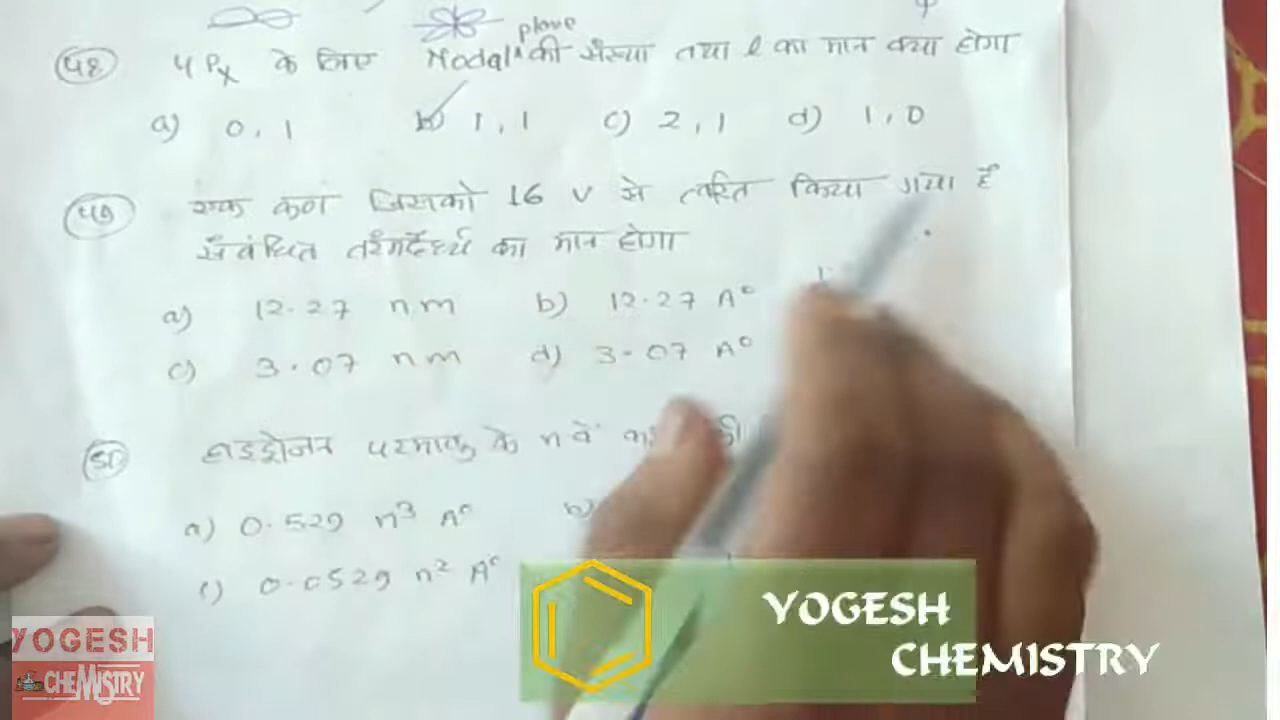 plane
48 4Px के लिए Nodal^ की संख्या तथा l का मान क्या होगा
a) 0, 1 b) 1, 1 c) 2, 1 d) 1, 0
49 एक कण जिसको 16 V से त्वरित किया गया है
संबंधित तरंगदैर्ध्य का मान होगा
a) 12.27 nm b) 12.27 A°
c) 3.07 nm d) 3.07 A°
50 हाइड्रोजन परमाणु के n वें की
a) 0.529 n³ A° b)
c) 0.0529 n² A°
YOGESH
CHEMISTRY
YOGESH
CHEMISTRY